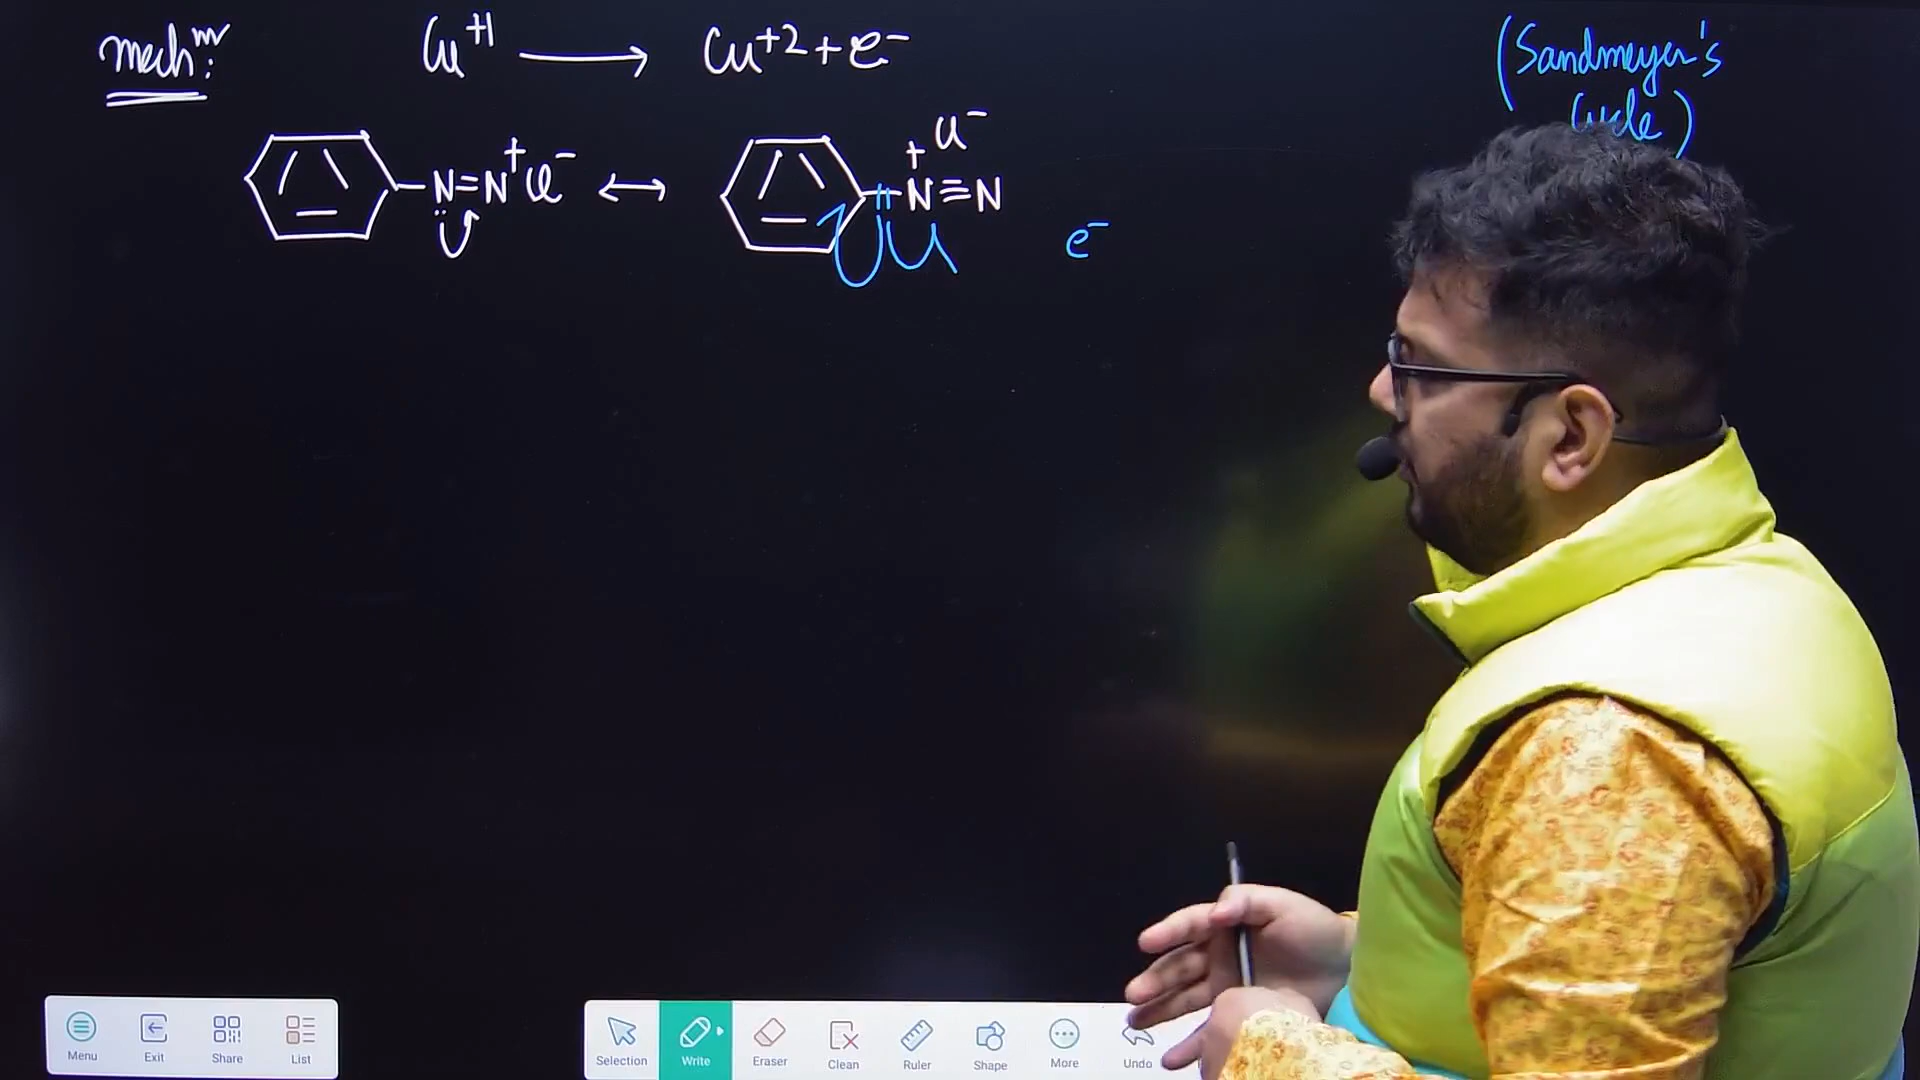 mechᵐ:
Cu⁺¹ ⟶ Cu⁺² + e⁻
(Sandmeyer's
Cycle)
N=N⁺ Cl⁻ ↔ N⁺≡N Cl⁻
e⁻
Menu Exit Share List
Selection Write Eraser Clean Ruler Shape More Undo